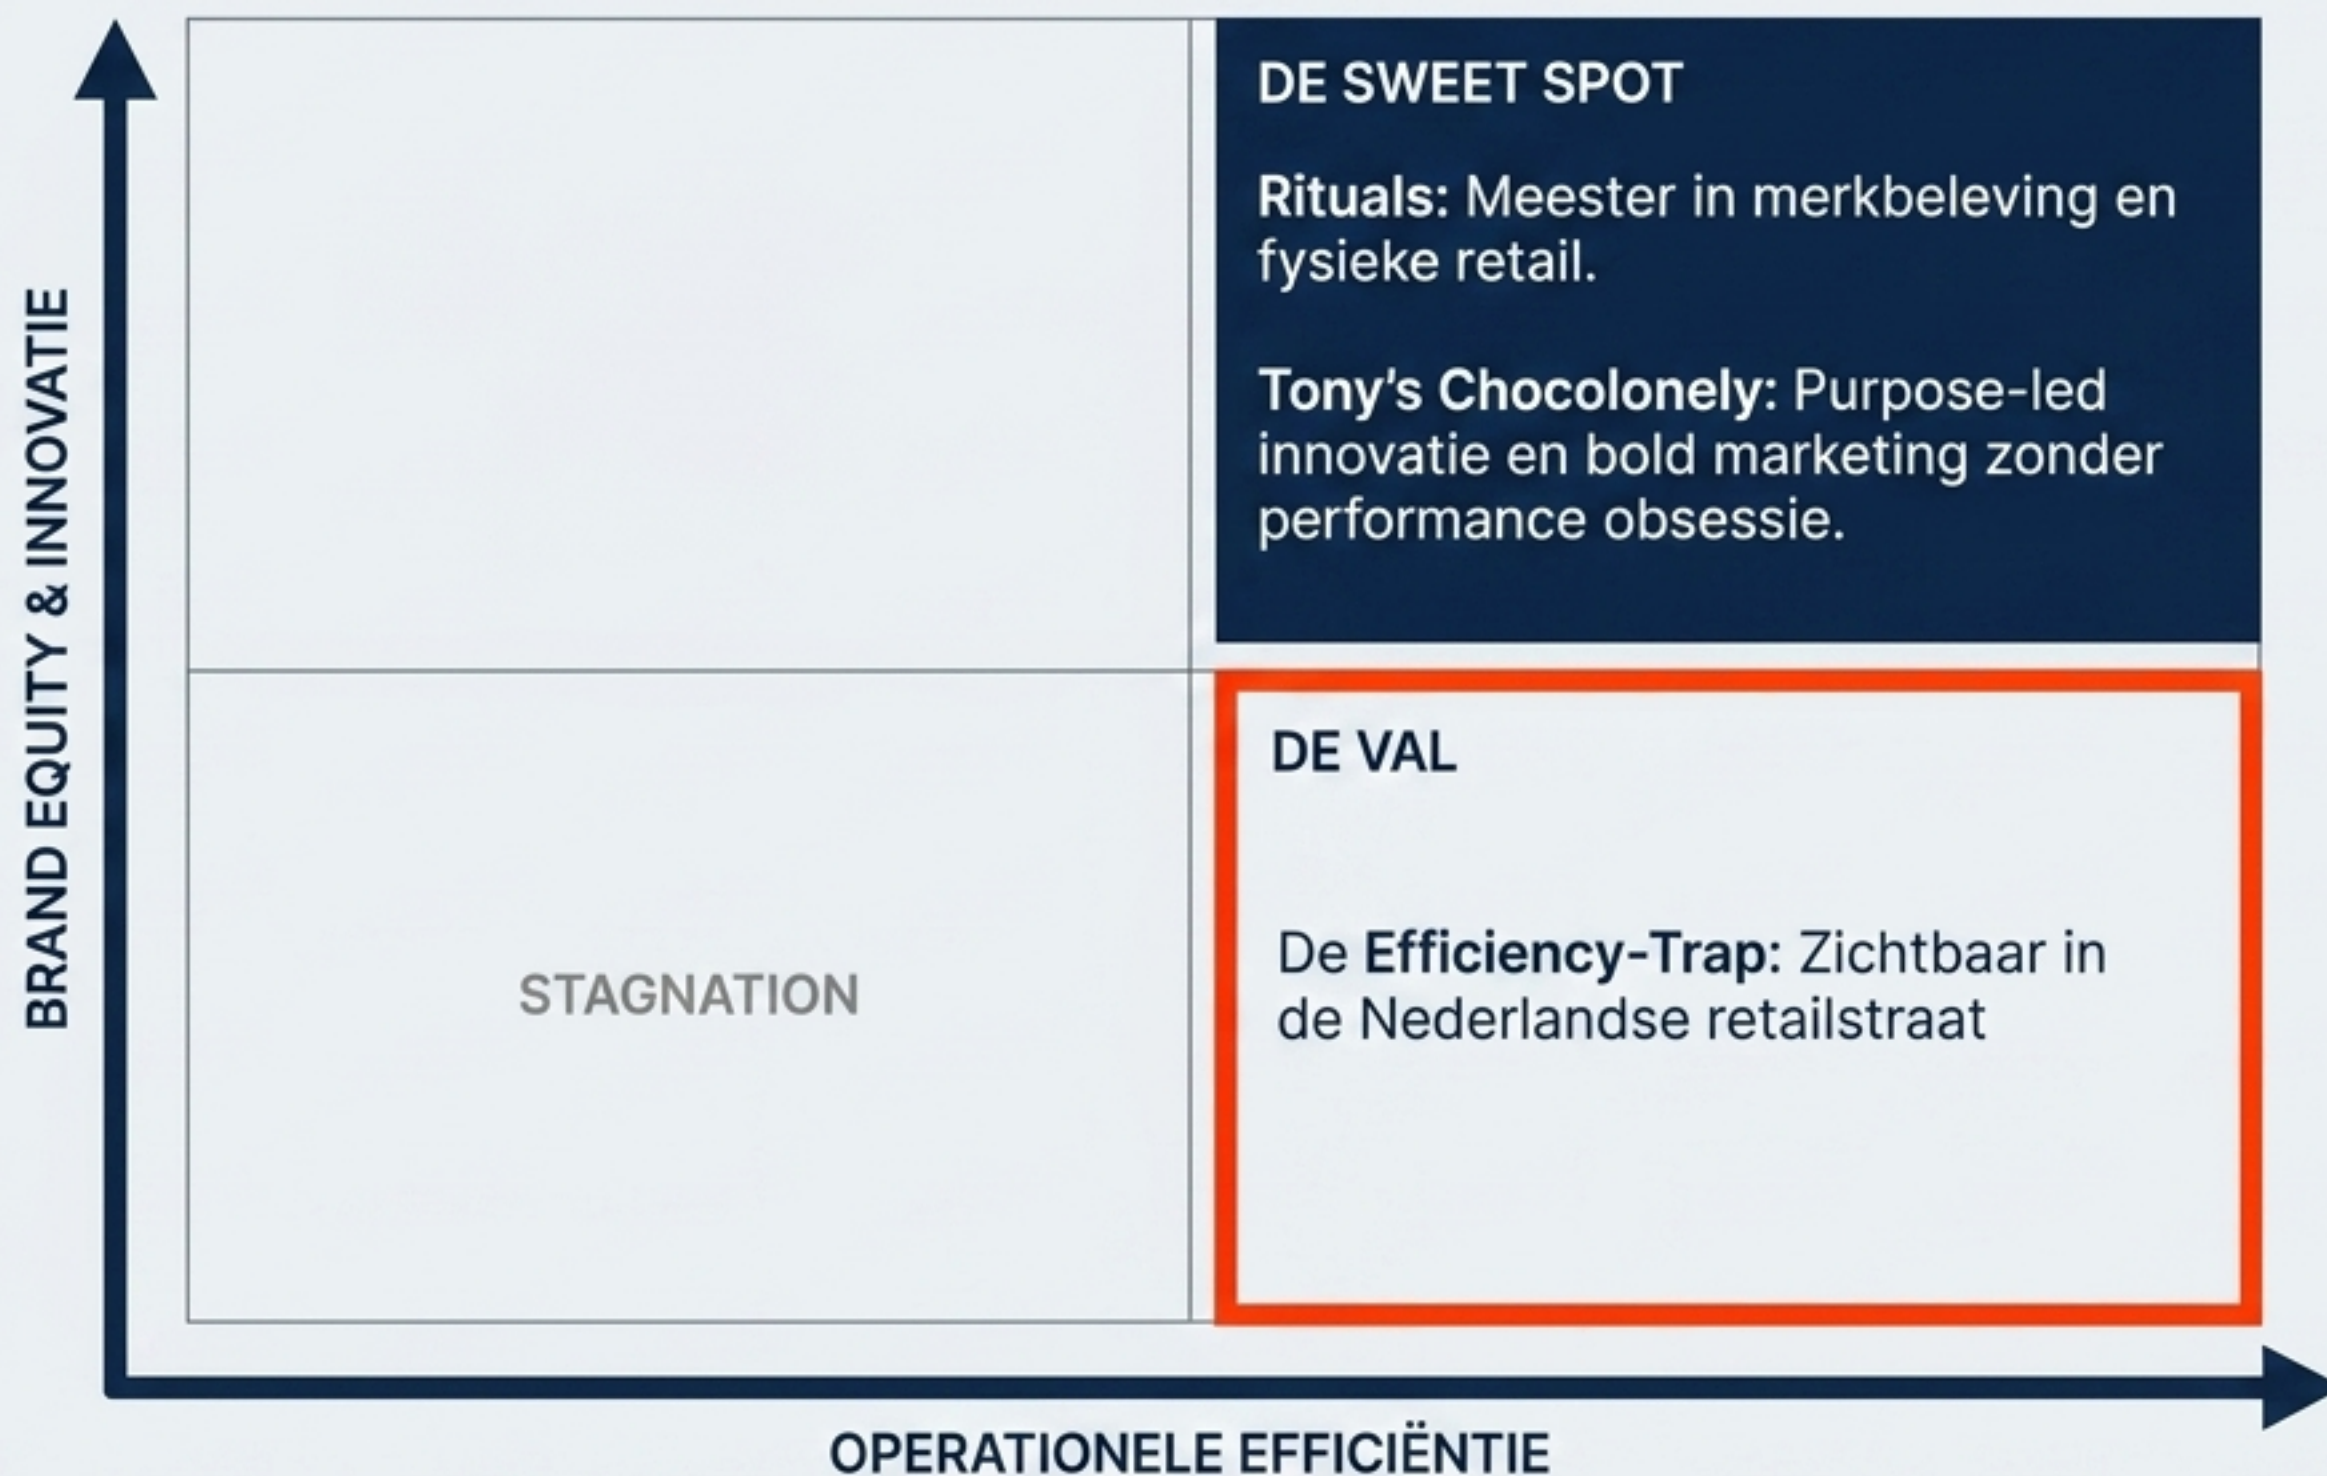 BRAND EQUITY & INNOVATIE
DE SWEET SPOT
Rituals: Meester in merkbeleving en
fysieke retail.
Tony's Chocolonely: Purpose-led
innovatie en bold marketing zonder
performance obsessie.
STAGNATION
DE VAL
De Efficiency-Trap: Zichtbaar in
de Nederlandse retailstraat
OPERATIONELE EFFICIËNTIE